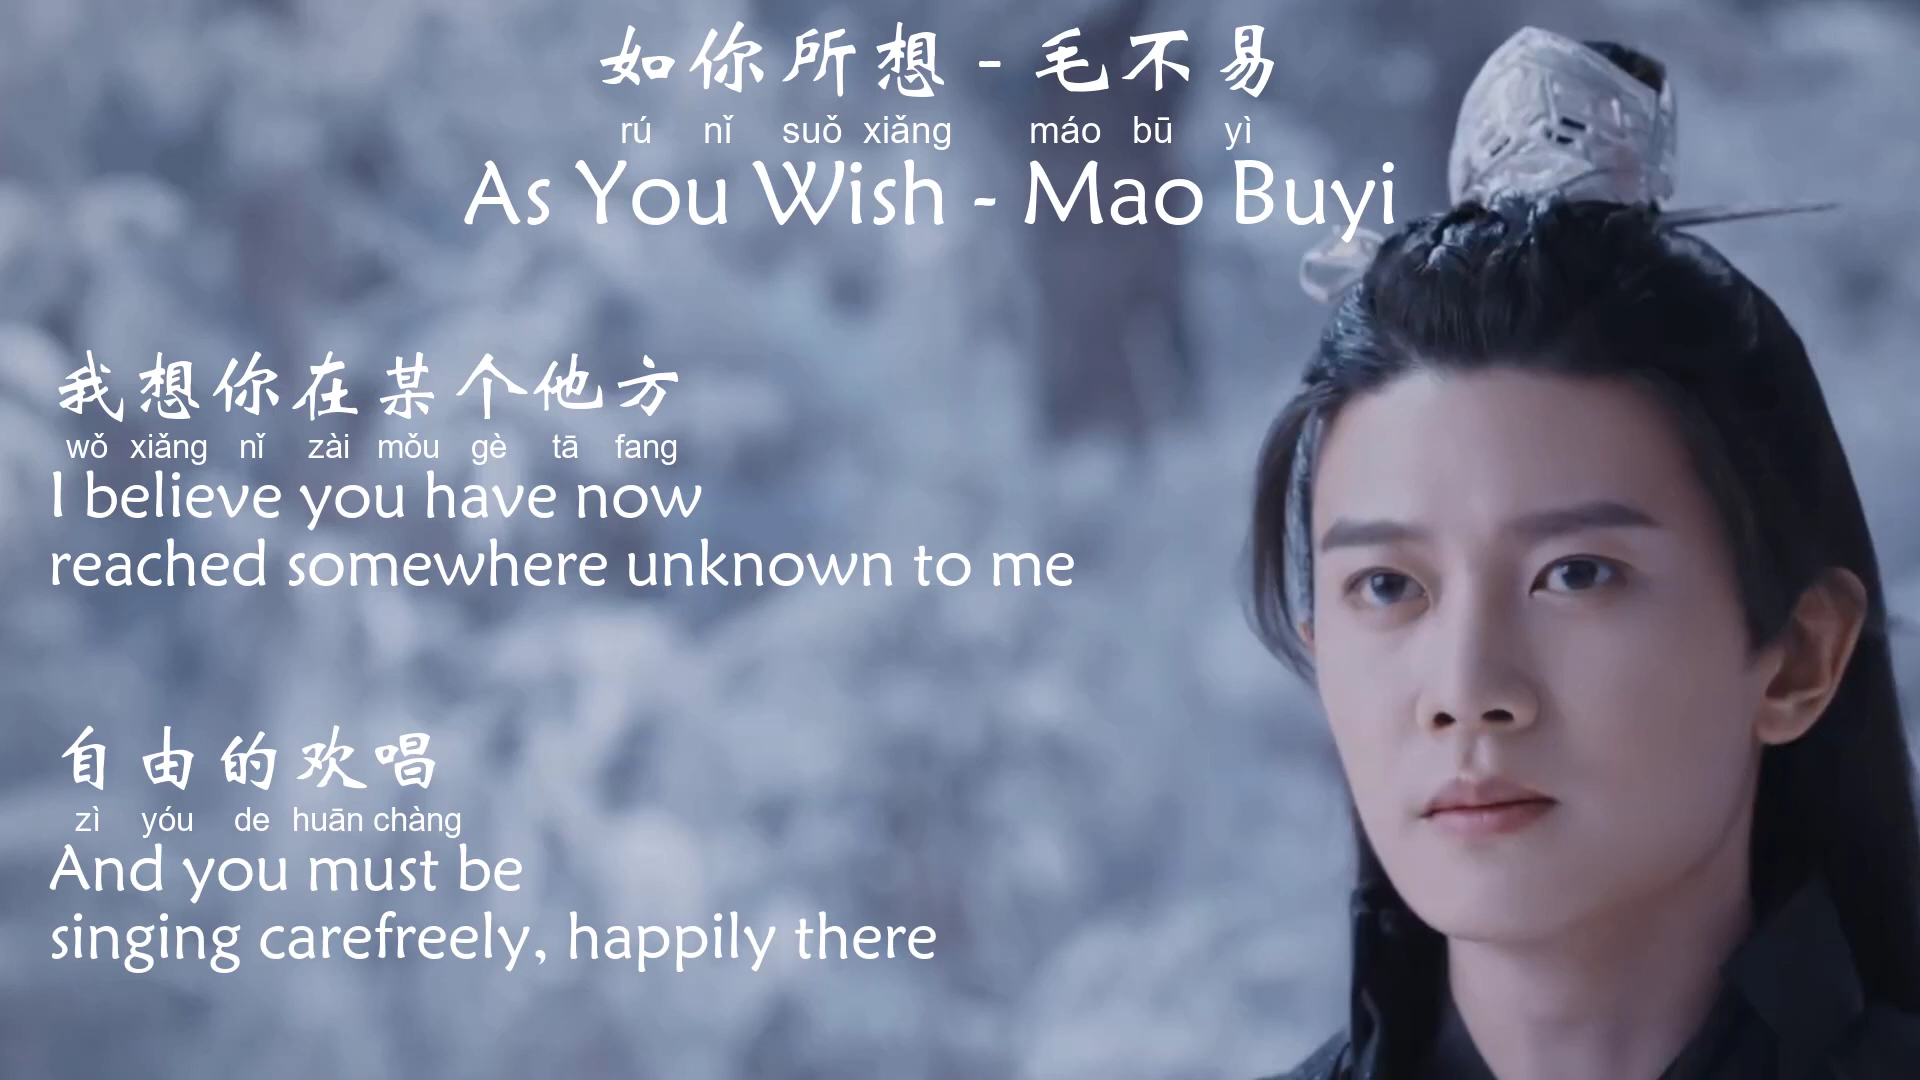 如你所想 - 毛不易
rú nǐ suǒ xiǎng máo bū yì
As You Wish - Mao Buyi
我想你在某个他方
wǒ xiǎng nǐ zài mǒu gè tā fang
I believe you have now
reached somewhere unknown to me
自由的欢唱
zì yóu de huān chàng
And you must be
singing carefreely, happily there